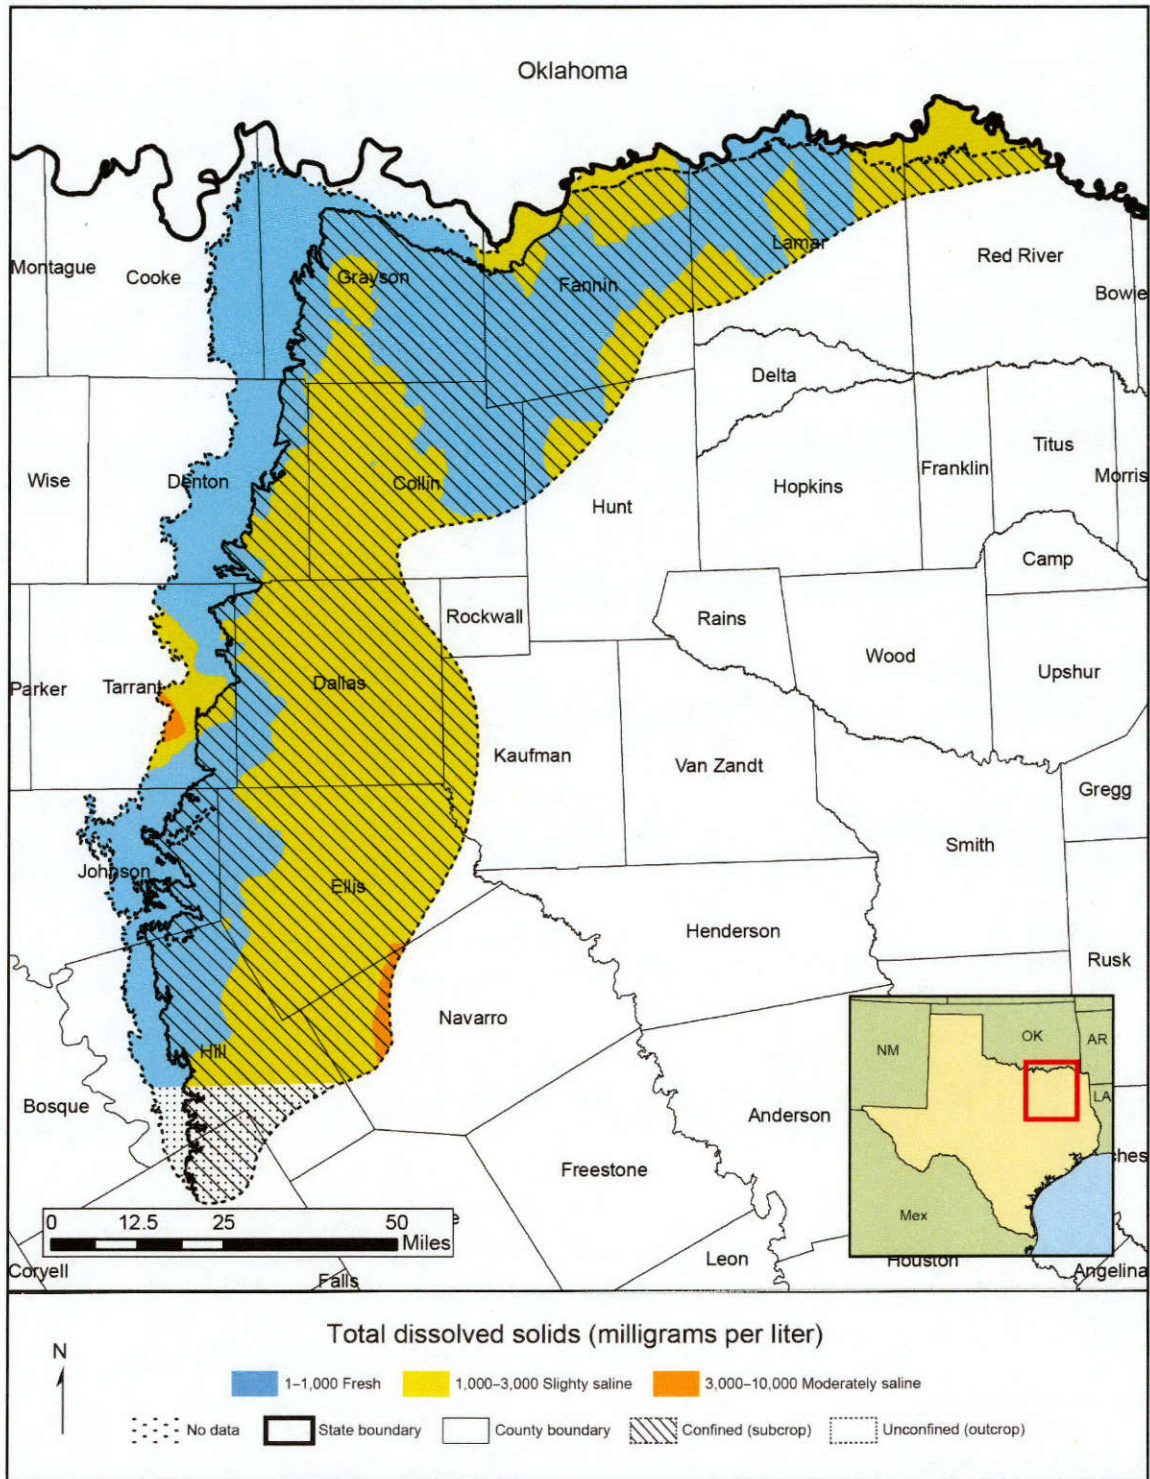 Oklahoma
Montague
Cooke
Grayson
Fannin
Lamar
Red River
Bowie
Delta
Wise
Denton
Collin
Hunt
Hopkins
Franklin
Titus
Morris
Camp
Rockwall
Rains
Wood
Upshur
Parker
Tarrant
Dallas
Kaufman
Van Zandt
Gregg
Smith
Johnson
Ellis
Henderson
Rusk
Navarro
Hill
Bosque
Anderson
Freestone
Leon
Houston
Angelina
ches
e
Coryell
Falls
NM
OK
AR
LA
Mex
0 12.5 25 50
Miles
Total dissolved solids (milligrams per liter)
N
1–1,000 Fresh 1,000–3,000 Slighty saline 3,000–10,000 Moderately saline
No data State boundary County boundary Confined (subcrop) Unconfined (outcrop)